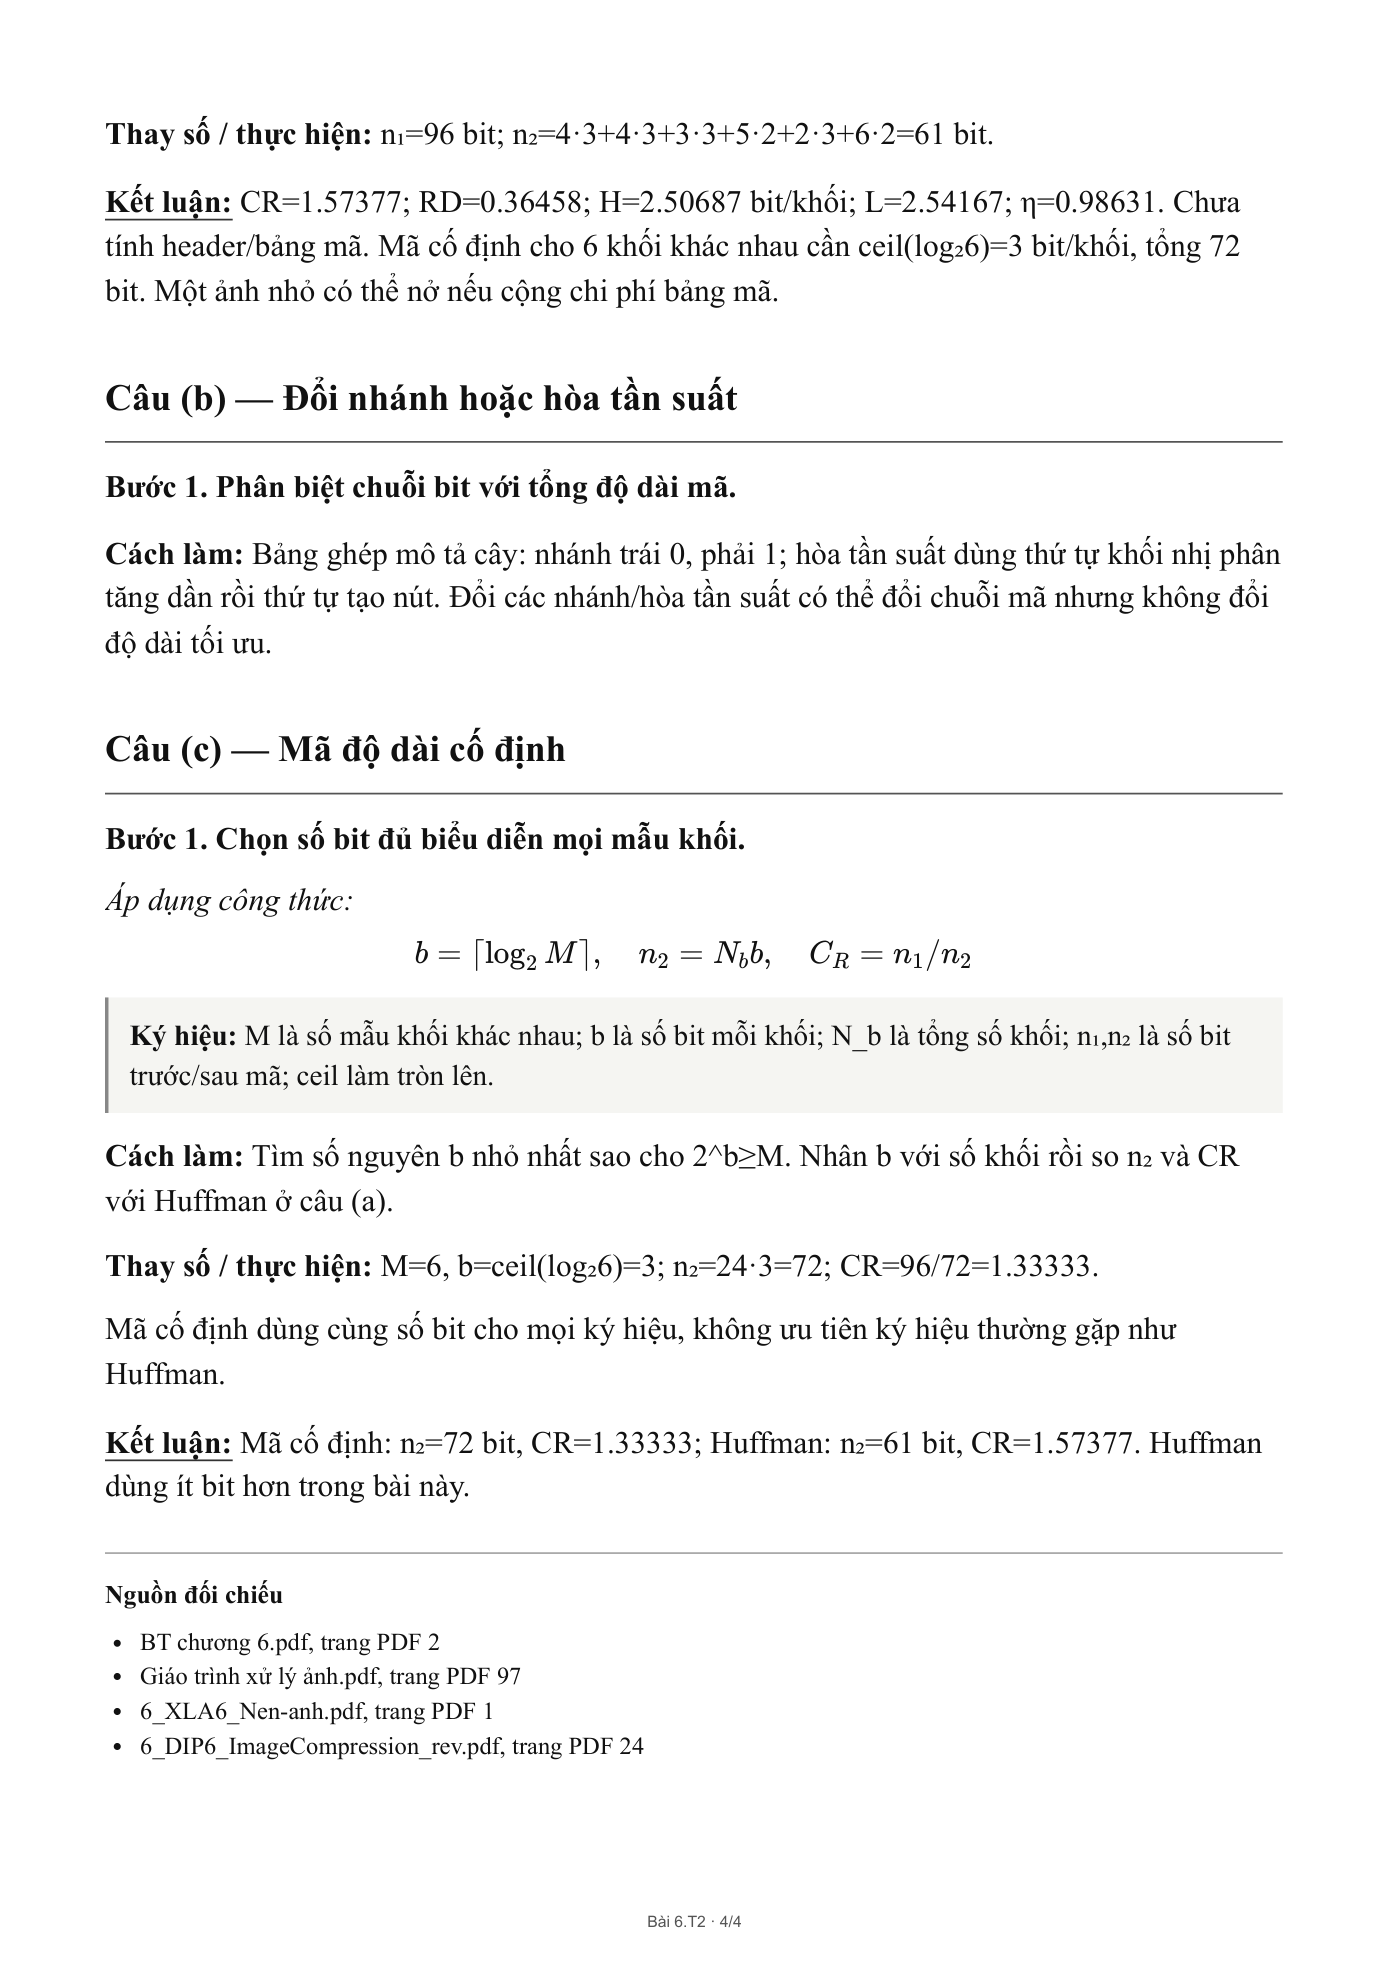 Thay số / thực hiện: n₁=96 bit; n₂=4·3+4·3+3·3+5·2+2·3+6·2=61 bit.
Kết luận: CR=1.57377; RD=0.36458; H=2.50687 bit/khối; L=2.54167; η=0.98631. Chưa
tính header/bảng mã. Mã cố định cho 6 khối khác nhau cần ceil(log₂6)=3 bit/khối, tổng 72
bit. Một ảnh nhỏ có thể nở nếu cộng chi phí bảng mã.
Câu (b) — Đổi nhánh hoặc hòa tần suất
Bước 1. Phân biệt chuỗi bit với tổng độ dài mã.
Cách làm: Bảng ghép mô tả cây: nhánh trái 0, phải 1; hòa tần suất dùng thứ tự khối nhị phân
tăng dần rồi thứ tự tạo nút. Đổi các nhánh/hòa tần suất có thể đổi chuỗi mã nhưng không đổi
độ dài tối ưu.
Câu (c) — Mã độ dài cố định
Bước 1. Chọn số bit đủ biểu diễn mọi mẫu khối.
Áp dụng công thức:
b = ⌈log₂ M⌉, n₂ = N_b b, C_R = n₁/n₂
Ký hiệu: M là số mẫu khối khác nhau; b là số bit mỗi khối; N_b là tổng số khối; n₁,n₂ là số bit
trước/sau mã; ceil làm tròn lên.
Cách làm: Tìm số nguyên b nhỏ nhất sao cho 2^b≥M. Nhân b với số khối rồi so n₂ và CR
với Huffman ở câu (a).
Thay số / thực hiện: M=6, b=ceil(log₂6)=3; n₂=24·3=72; CR=96/72=1.33333.
Mã cố định dùng cùng số bit cho mọi ký hiệu, không ưu tiên ký hiệu thường gặp như
Huffman.
Kết luận: Mã cố định: n₂=72 bit, CR=1.33333; Huffman: n₂=61 bit, CR=1.57377. Huffman
dùng ít bit hơn trong bài này.
Nguồn đối chiếu
• BT chương 6.pdf, trang PDF 2
• Giáo trình xử lý ảnh.pdf, trang PDF 97
• 6_XLA6_Nen-anh.pdf, trang PDF 1
• 6_DIP6_ImageCompression_rev.pdf, trang PDF 24
Bài 6.T2 · 4/4